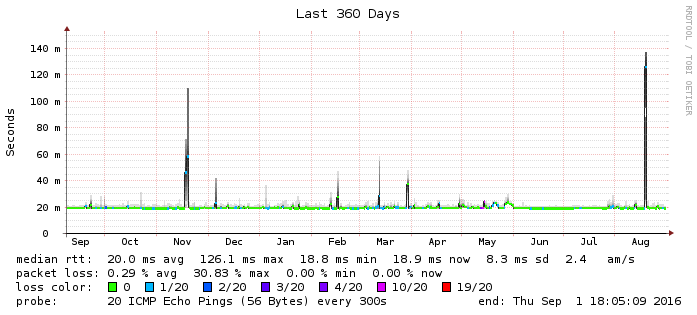 Last 360 Days
RRDTOOL / TOBI OETIKER
Seconds
140 m
120 m
100 m
80 m
60 m
40 m
20 m
0
Sep Oct Nov Dec Jan Feb Mar Apr May Jun Jul Aug
median rtt: 20.0 ms avg 126.1 ms max 18.8 ms min 18.9 ms now 8.3 ms sd 2.4 am/s
packet loss: 0.29 % avg 30.83 % max 0.00 % min 0.00 % now
loss color: 0 1/20 2/20 3/20 4/20 10/20 19/20
probe: 20 ICMP Echo Pings (56 Bytes) every 300s end: Thu Sep 1 18:05:09 2016